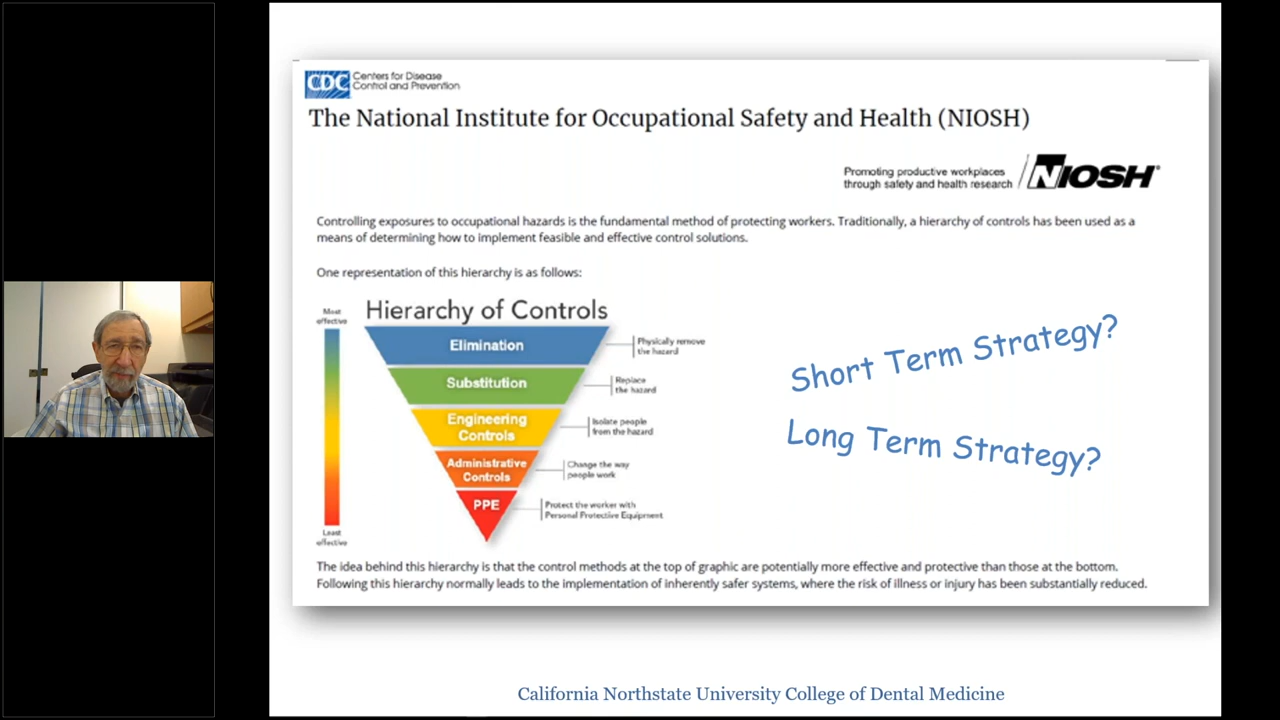 CDC Centers for Disease
Control and Prevention
The National Institute for Occupational Safety and Health (NIOSH)
Promoting productive workplaces
through safety and health research
NIOSH
Controlling exposures to occupational hazards is the fundamental method of protecting workers. Traditionally, a hierarchy of controls has been used as a
means of determining how to implement feasible and effective control solutions.
One representation of this hierarchy is as follows:
Hierarchy of Controls
Most
effective
Elimination
Physically remove
the hazard
Substitution
Replace
the hazard
Engineering
Controls
Isolate people
from the hazard
Administrative
Controls
Change the way
people work
PPE
Protect the worker with
Personal Protective Equipment
Least
effective
Short Term Strategy?
Long Term Strategy?
The idea behind this hierarchy is that the control methods at the top of graphic are potentially more effective and protective than those at the bottom.
Following this hierarchy normally leads to the implementation of inherently safer systems, where the risk of illness or injury has been substantially reduced.
California Northstate University College of Dental Medicine